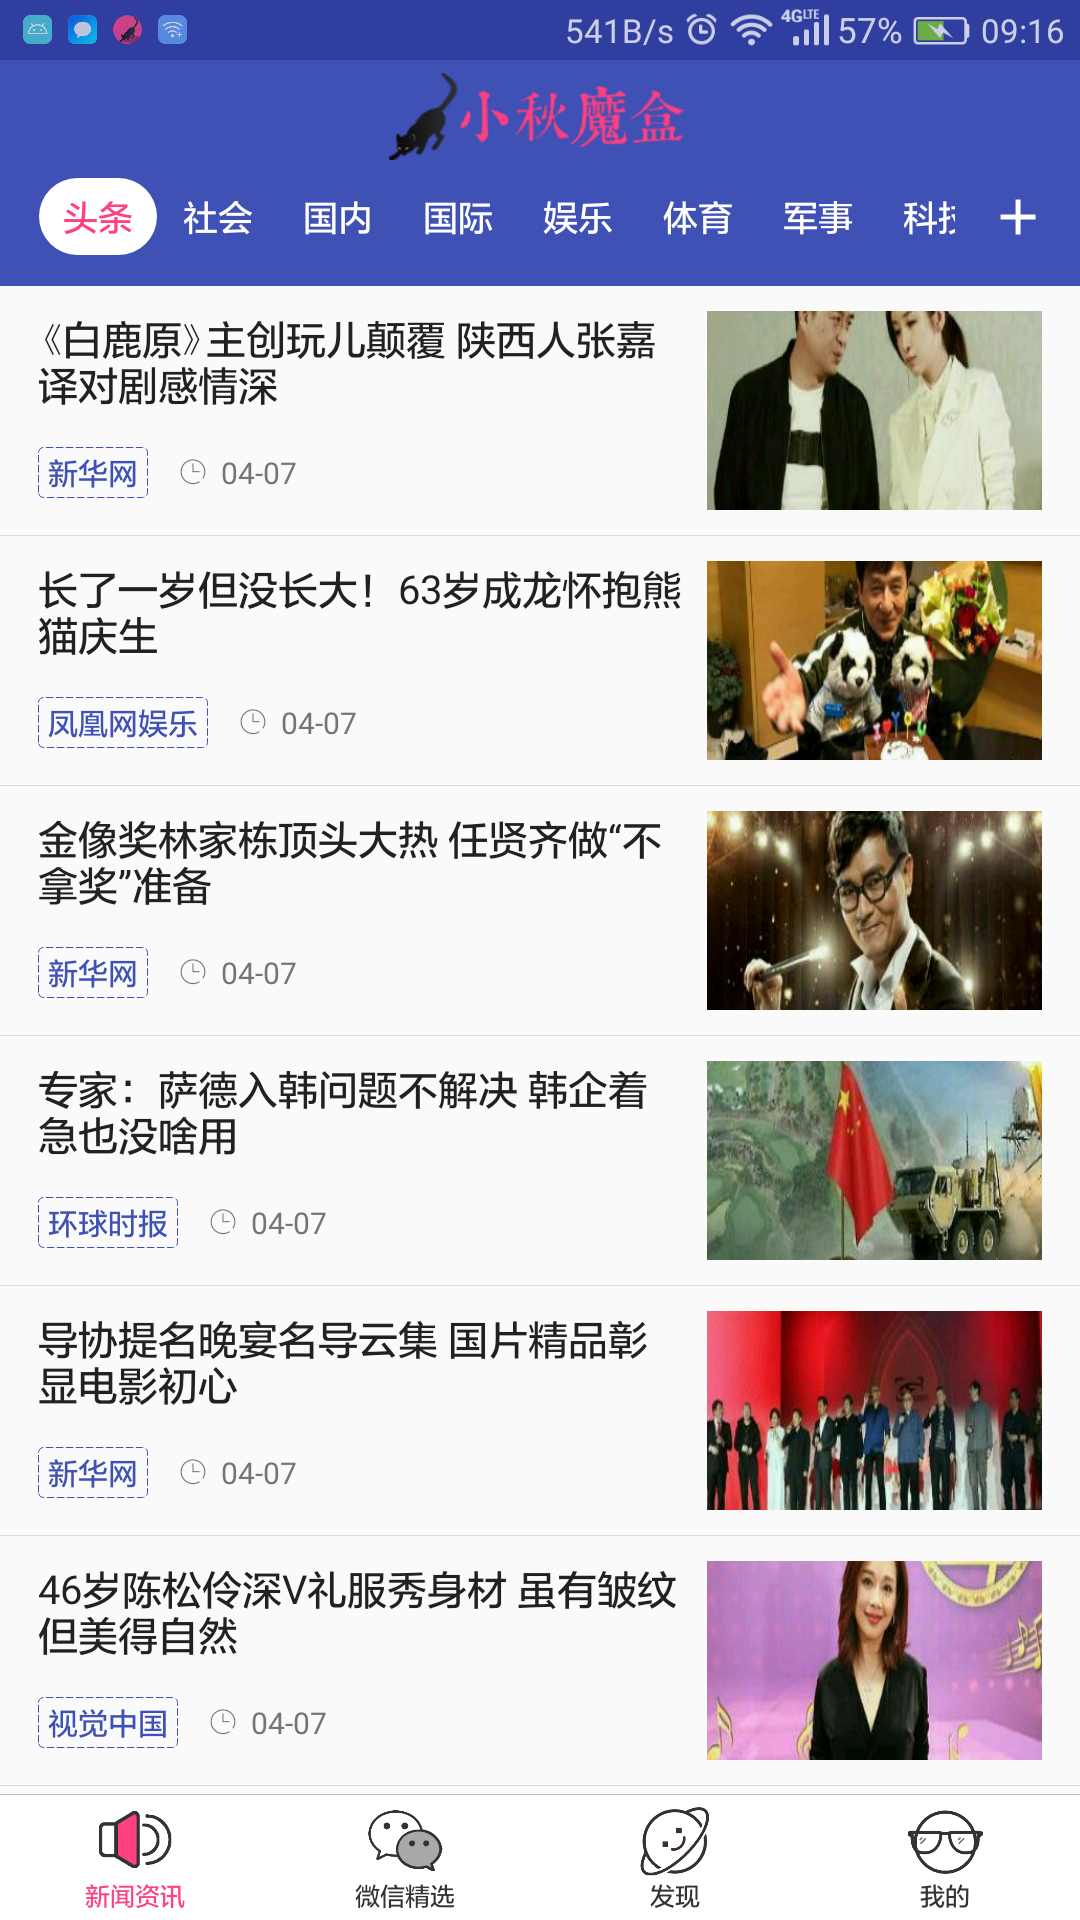 541B/s 4GLTE 57% 09:16
小秋魔盒
头条 社会 国内 国际 娱乐 体育 军事 科技 +
《白鹿原》主创玩儿颠覆 陕西人张嘉
译对剧感情深
新华网 04-07
长了一岁但没长大！63岁成龙怀抱熊
猫庆生
凤凰网娱乐 04-07
金像奖林家栋顶头大热 任贤齐做“不
拿奖”准备
新华网 04-07
专家：萨德入韩问题不解决 韩企着
急也没啥用
环球时报 04-07
导协提名晚宴名导云集 国片精品彰
显电影初心
新华网 04-07
46岁陈松伶深V礼服秀身材 虽有皱纹
但美得自然
视觉中国 04-07
新闻资讯 微信精选 发现 我的